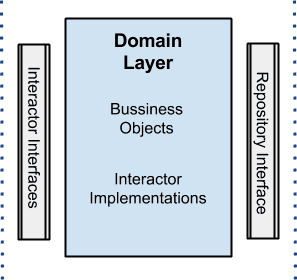 Interactor Interfaces
Domain
Layer
Bussiness
Objects
Interactor
Implementations
Repository Interface